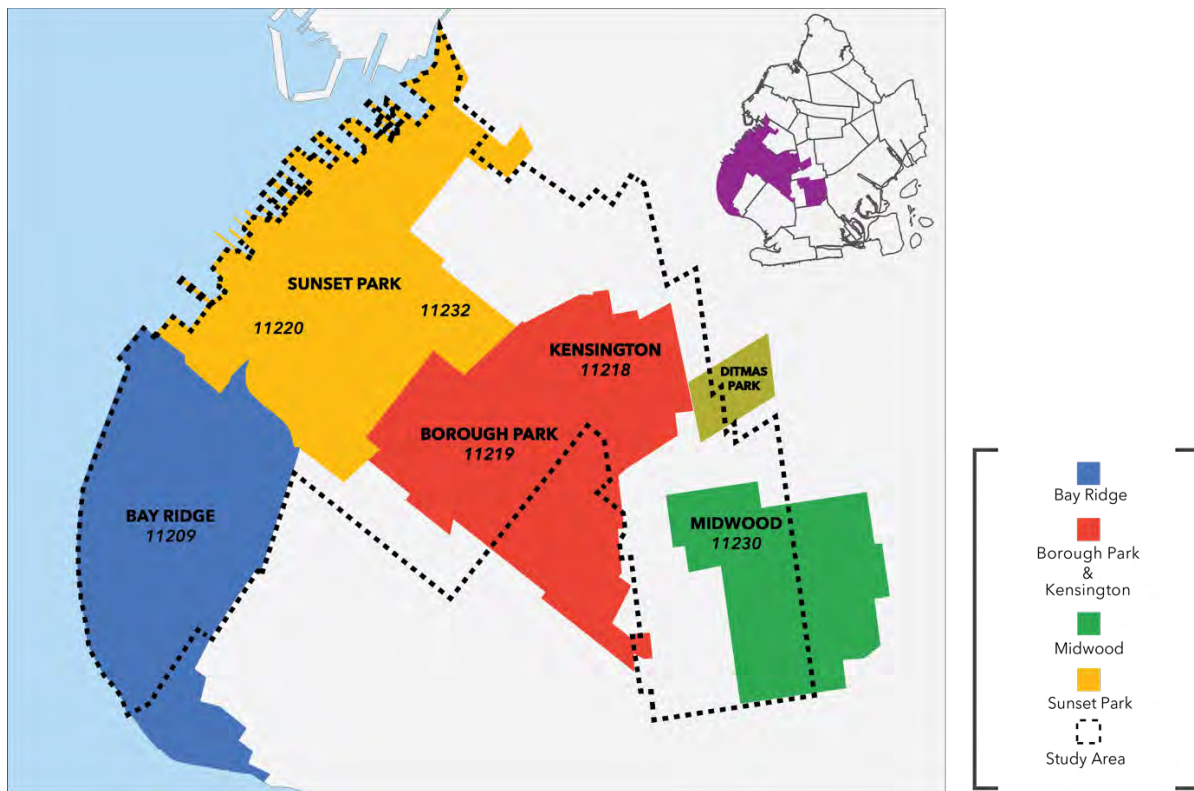 SUNSET PARK
11220
11232
KENSINGTON
11218
DITMAS
PARK
BOROUGH PARK
11219
BAY RIDGE
11209
MIDWOOD
11230
Bay Ridge
Borough Park
&
Kensington
Midwood
Sunset Park
Study Area